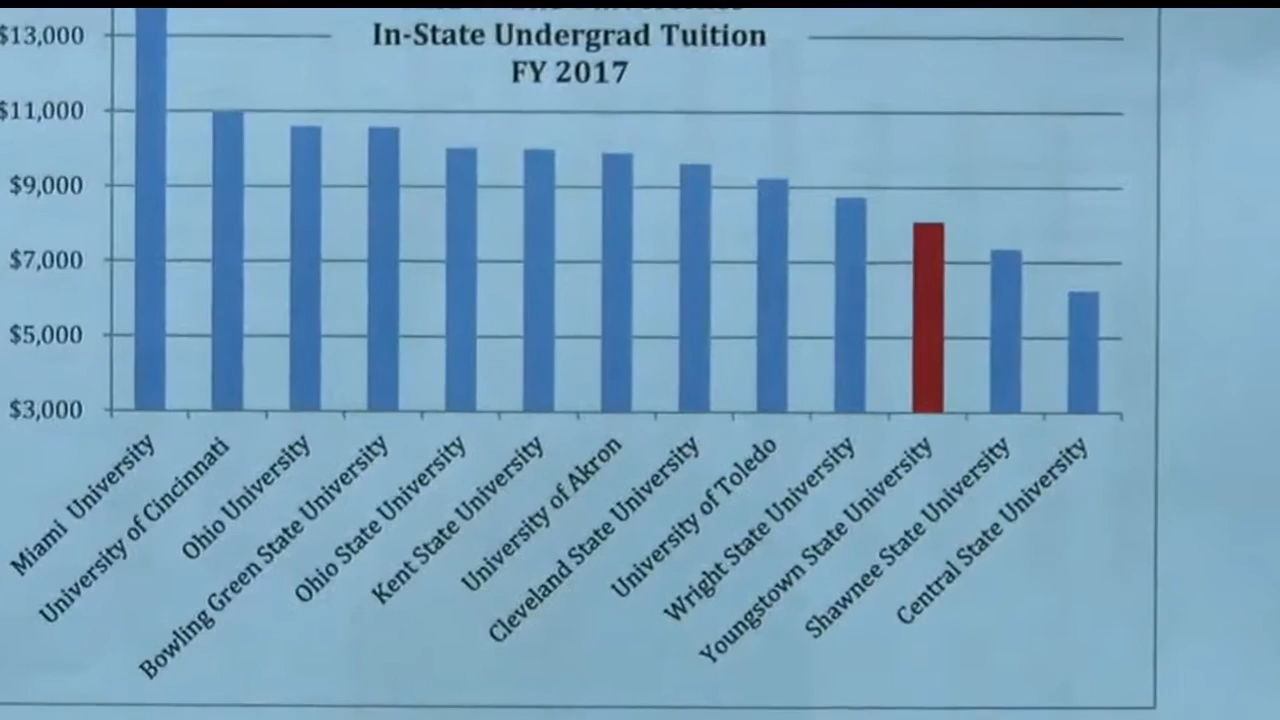 In-State Undergrad Tuition
FY 2017
$13,000
$11,000
$9,000
$7,000
$5,000
$3,000
Miami University
University of Cincinnati
Ohio University
Bowling Green State University
Ohio State University
Kent State University
University of Akron
Cleveland State University
University of Toledo
Wright State University
Youngstown State University
Shawnee State University
Central State University